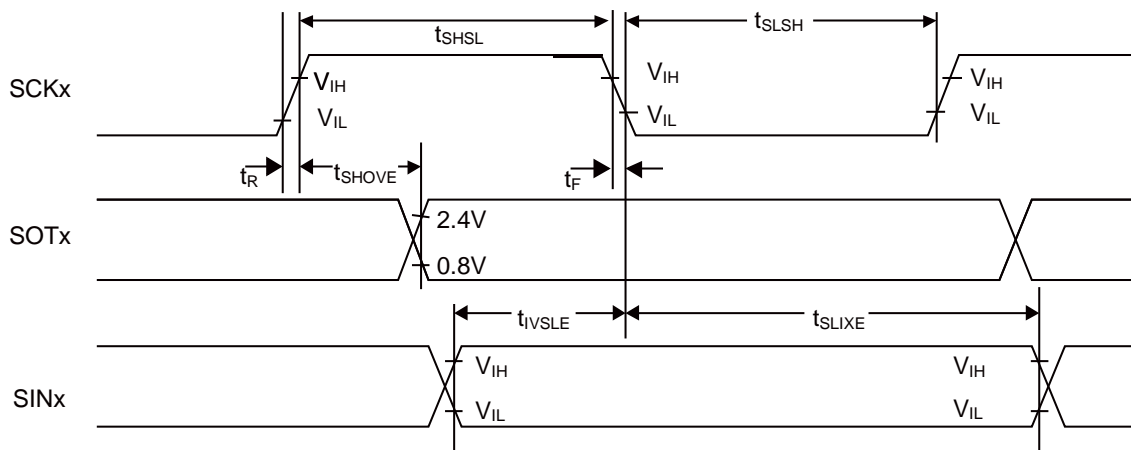 tSHSL
tSLSH
SCKx
VIH
VIL
VIH
VIL
VIH
VIL
tR
tSHOVE
tF
SOTx
2.4V
0.8V
tIVSLE
tSLIXE
SINx
VIH
VIL
VIH
VIL